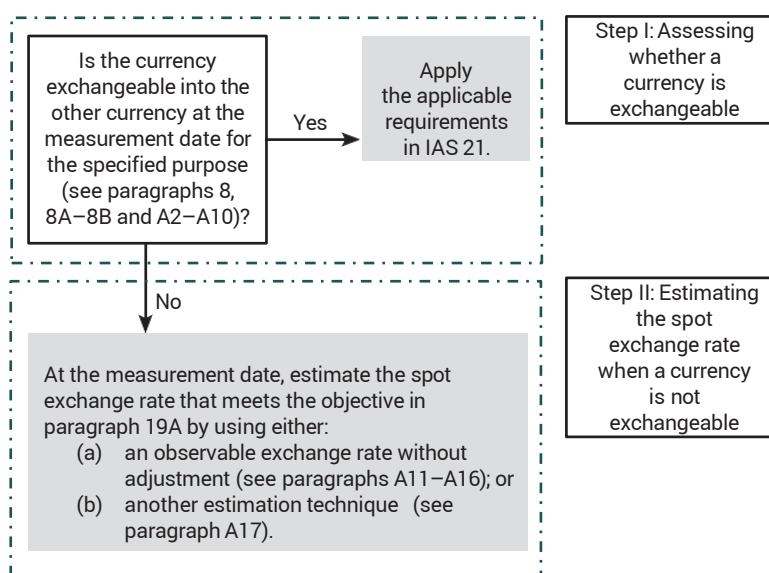 Is the currency
exchangeable into the
other currency at the
measurement date for
the specified purpose
(see paragraphs 8,
8A–8B and A2–A10)?
Yes
Apply
the applicable
requirements
in IAS 21.
Step I: Assessing
whether a
currency is
exchangeable
No
At the measurement date, estimate the spot
exchange rate that meets the objective in
paragraph 19A by using either:
(a) an observable exchange rate without
adjustment (see paragraphs A11–A16); or
(b) another estimation technique (see
paragraph A17).
Step II: Estimating
the spot
exchange rate
when a currency
is not
exchangeable